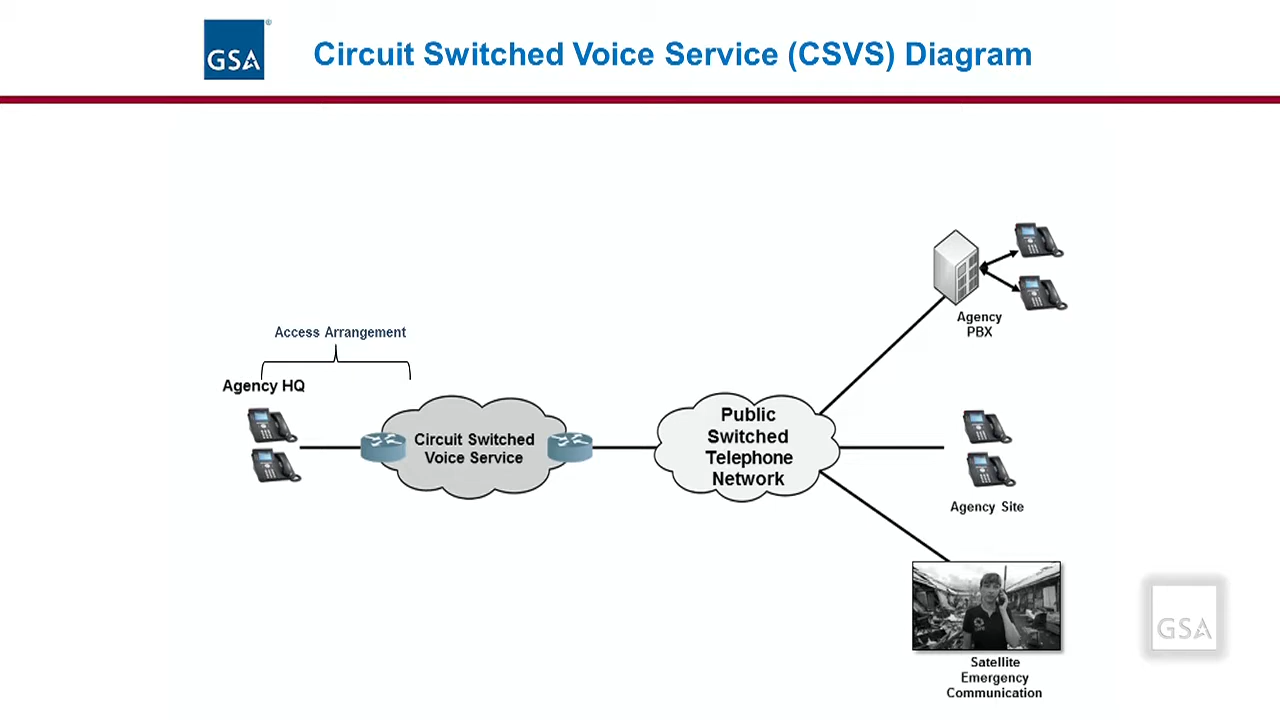 GSA
Circuit Switched Voice Service (CSVS) Diagram
Access Arrangement
Agency HQ
Circuit Switched
Voice Service
Public
Switched
Telephone
Network
Agency
PBX
Agency Site
Satellite
Emergency
Communication
GSA